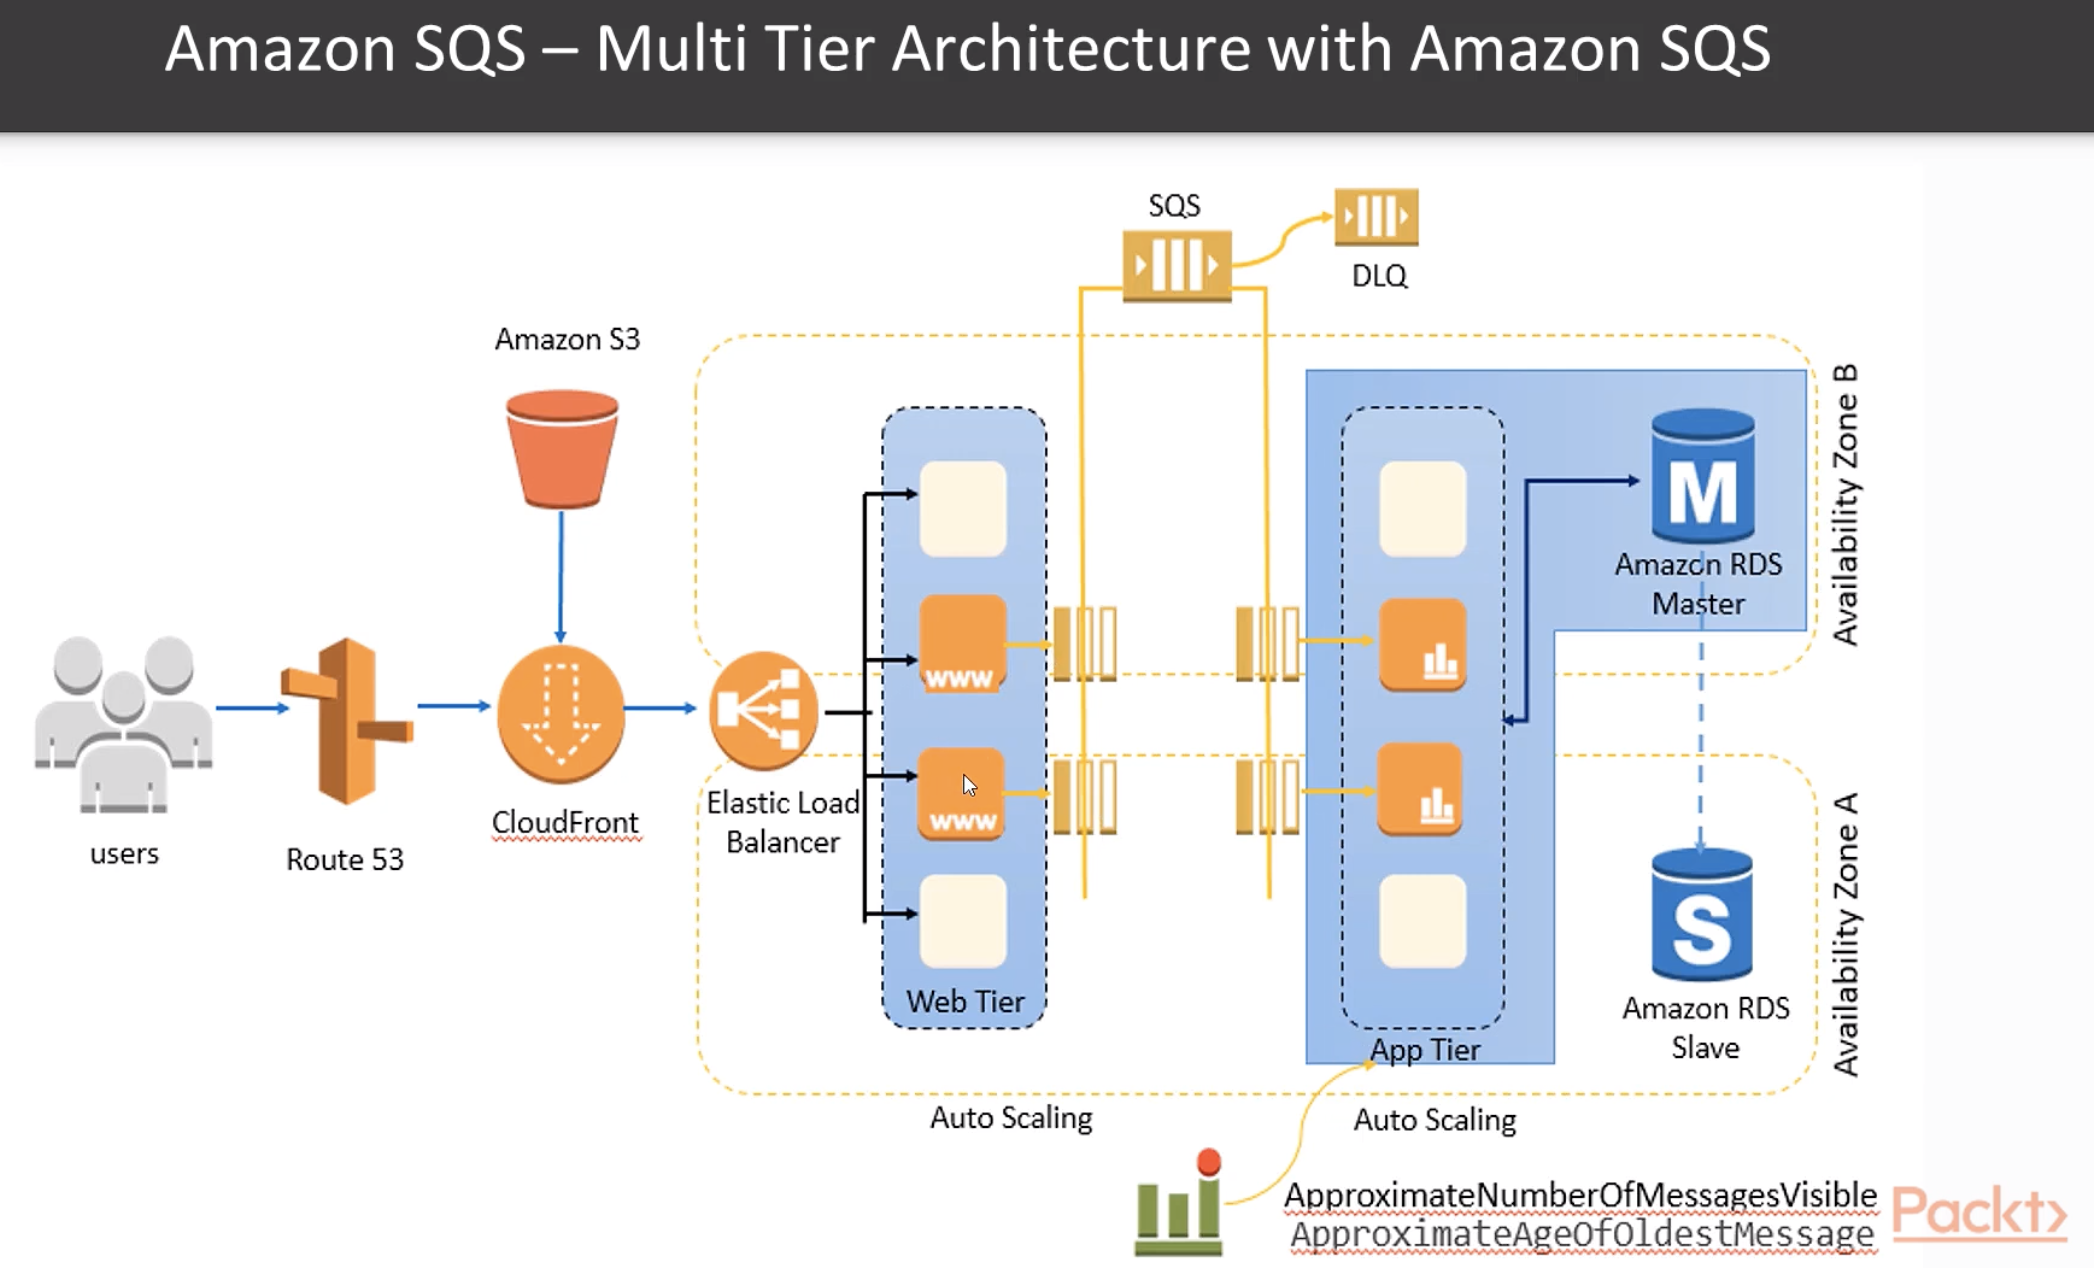 Amazon SQS – Multi Tier Architecture with Amazon SQS
SQS
DLQ
Amazon S3
Availability Zone B
M
Amazon RDS
Master
www
www
users
Route 53
CloudFront
Elastic Load
Balancer
Web Tier
App Tier
S
Amazon RDS
Slave
Availability Zone A
Auto Scaling
Auto Scaling
ApproximateNumberOfMessagesVisible
ApproximateAgeOfOldestMessage
Packt>